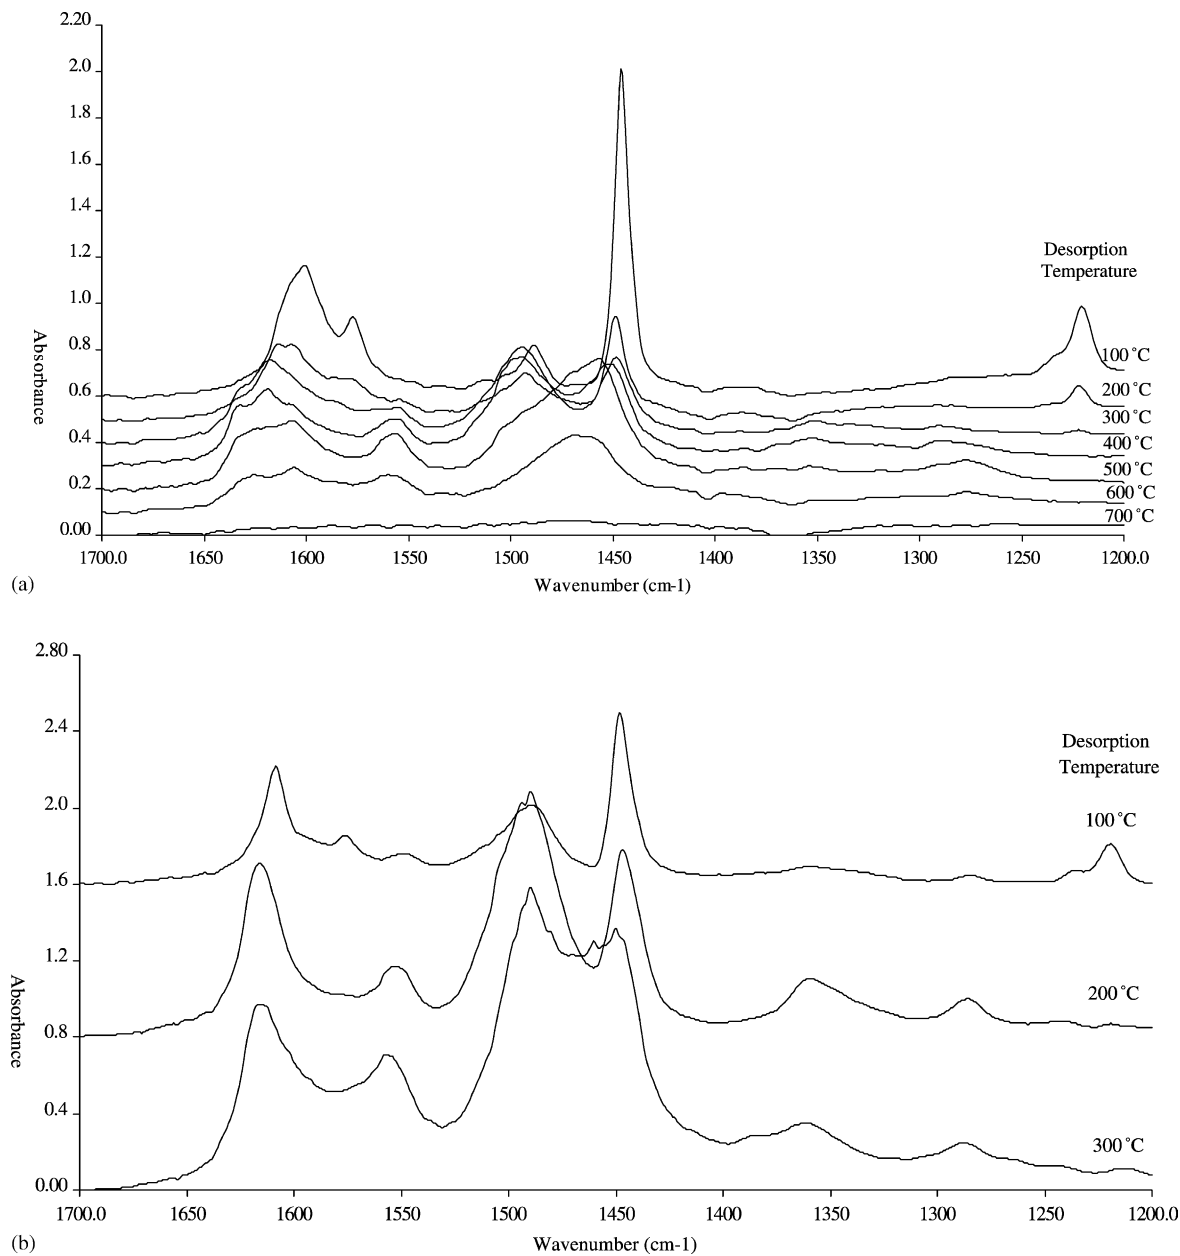 2.20
2.0
1.8
1.6
1.4
1.2
1.0
0.8
0.6
0.4
0.2
0.00
Absorbance
Desorption
Temperature
100 °C
200 °C
300 °C
400 °C
500 °C
600 °C
700 °C
1700.0 1650 1600 1550 1500 1450 1400 1350 1300 1250 1200.0
Wavenumber (cm-1)
(a)
2.80
2.4
2.0
1.6
1.2
0.8
0.4
0.00
Absorbance
Desorption
Temperature
100 °C
200 °C
300 °C
1700.0 1650 1600 1550 1500 1450 1400 1350 1300 1250 1200.0
Wavenumber (cm-1)
(b)